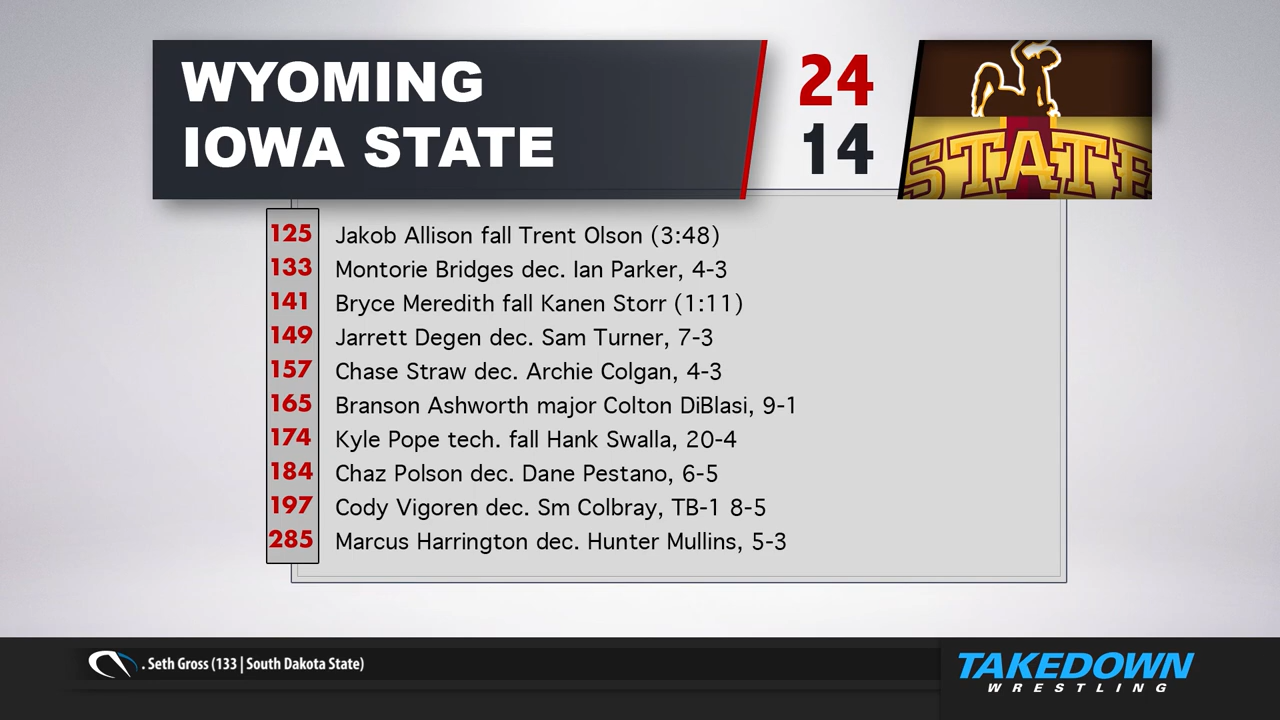 WYOMING 24
IOWA STATE 14
STATE
125 Jakob Allison fall Trent Olson (3:48)
133 Montorie Bridges dec. Ian Parker, 4-3
141 Bryce Meredith fall Kanen Storr (1:11)
149 Jarrett Degen dec. Sam Turner, 7-3
157 Chase Straw dec. Archie Colgan, 4-3
165 Branson Ashworth major Colton DiBlasi, 9-1
174 Kyle Pope tech. fall Hank Swalla, 20-4
184 Chaz Polson dec. Dane Pestano, 6-5
197 Cody Vigoren dec. Sm Colbray, TB-1 8-5
285 Marcus Harrington dec. Hunter Mullins, 5-3
. Seth Gross (133 | South Dakota State)
TAKEDOWN
WRESTLING